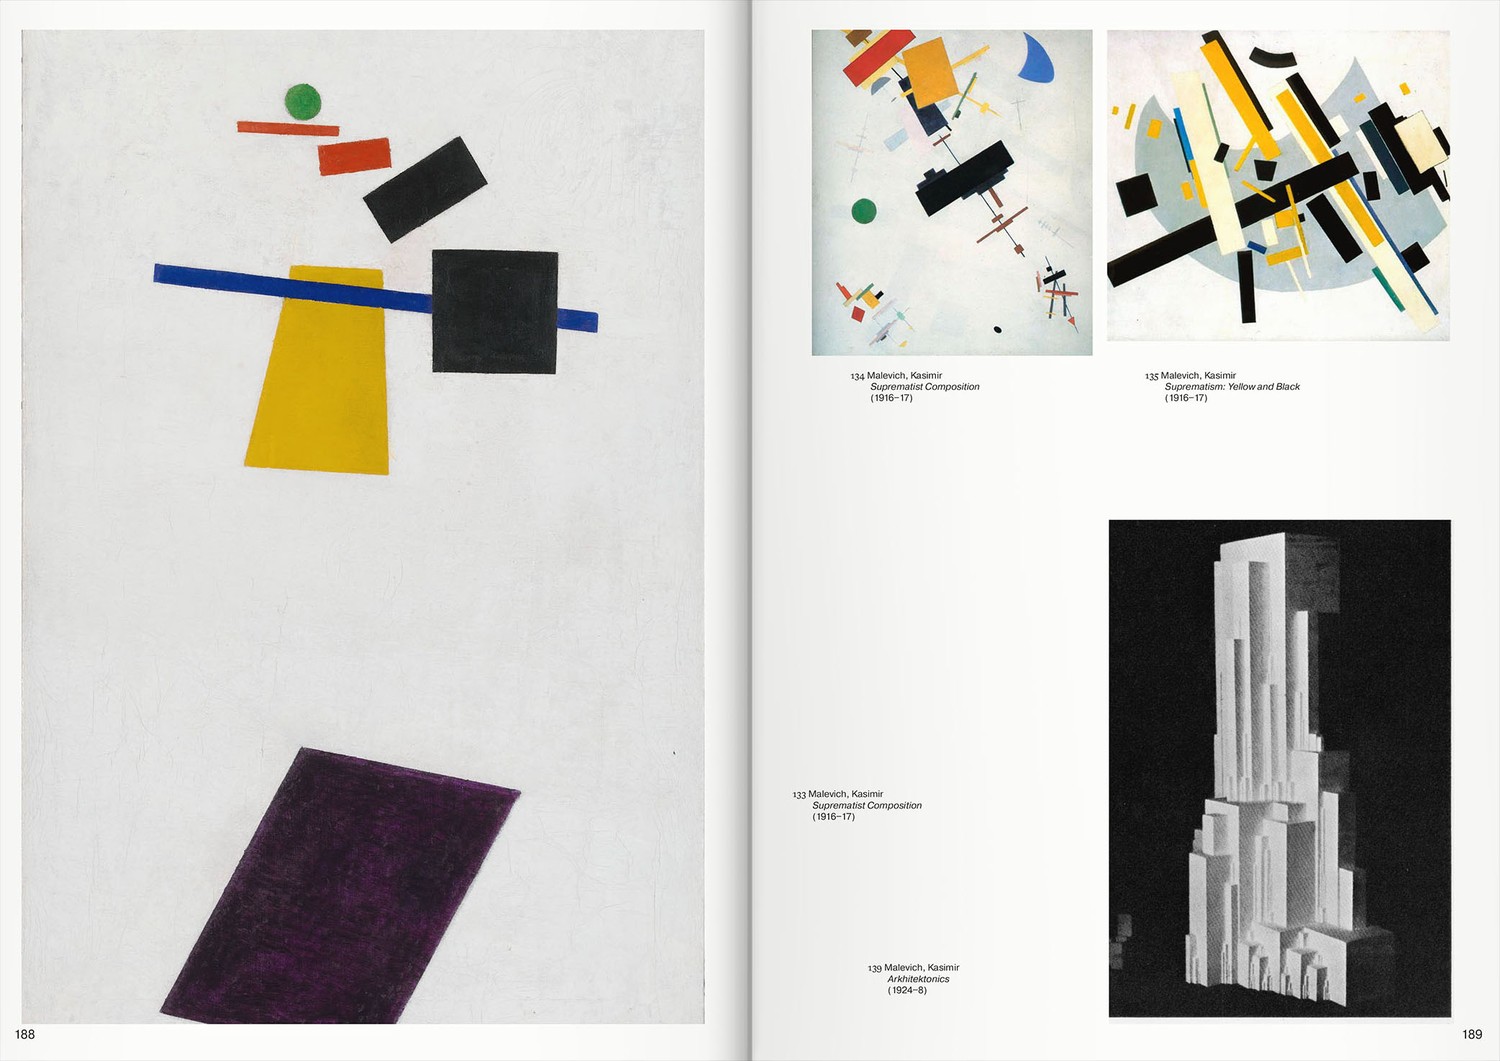 134 Malevich, Kasimir
Suprematist Composition
(1916–17)
135 Malevich, Kasimir
Suprematism: Yellow and Black
(1916–17)
133 Malevich, Kasimir
Suprematist Composition
(1916–17)
139 Malevich, Kasimir
Arkhitektonics
(1924–8)
188
189